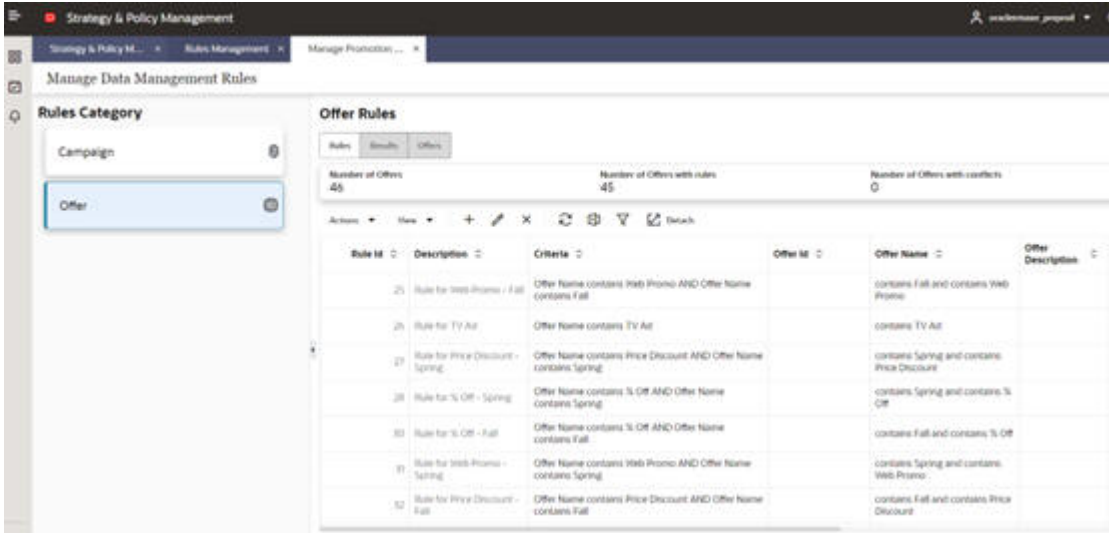 Strategy & Policy Management
Strategy & Policy M... × Rules Management × Manage Promotion ... ×
Manage Data Management Rules
Rules Category
Campaign
Offer
Offer Rules
Rules Results Offers
Number of Offers Number of Offers with rules Number of Offers with conflicts
46 45 0
Actions View Detach
Rule Id Description Criteria Offer Id Offer Name Offer
Description
25 Rule for Web Promo - Fall Offer Name contains Web Promo AND Offer Name contains Fall and contains Web
contains Fall Promo
26 Rule for TV Ad Offer Name contains TV Ad contains TV Ad
27 Rule for Price Discount - Offer Name contains Price Discount AND Offer Name contains Spring and contains
Spring contains Spring Price Discount
28 Rule for % Off - Spring Offer Name contains % Off AND Offer Name contains Spring and contains %
contains Spring Off
Rule for % Off - Fall Offer Name contains % Off AND Offer Name contains Fall and contains % Off
contains Fall
Rule for Web Promo - Offer Name contains Web Promo AND Offer Name contains Spring and contains
Spring contains Spring Web Promo
Rule for Price Discount - Offer Name contains Price Discount AND Offer Name contains Fall and contains Price
Fall contains Fall Discount